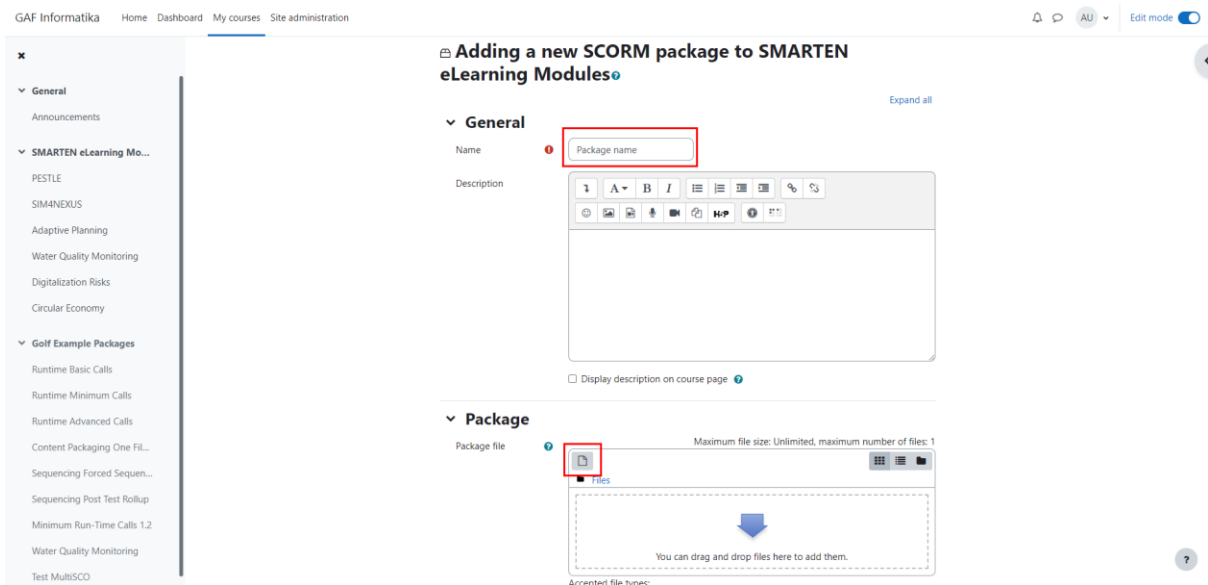 GAF Informatika Home Dashboard My courses Site administration AU Edit mode
General
Announcements
SMARTEN eLearning Mo...
PESTLE
SIM4NEXUS
Adaptive Planning
Water Quality Monitoring
Digitalization Risks
Circular Economy
Golf Example Packages
Runtime Basic Calls
Runtime Minimum Calls
Runtime Advanced Calls
Content Packaging One Fil...
Sequencing Forced Sequen...
Sequencing Post Test Rollup
Minimum Run-Time Calls 1.2
Water Quality Monitoring
Test MultiSCO
Adding a new SCORM package to SMARTEN
eLearning Modules
Expand all
General
Name Package name
Description
A B I
H-P
Display description on course page
Package
Package file Maximum file size: Unlimited, maximum number of files: 1
Files
You can drag and drop files here to add them.
Accepted file types: